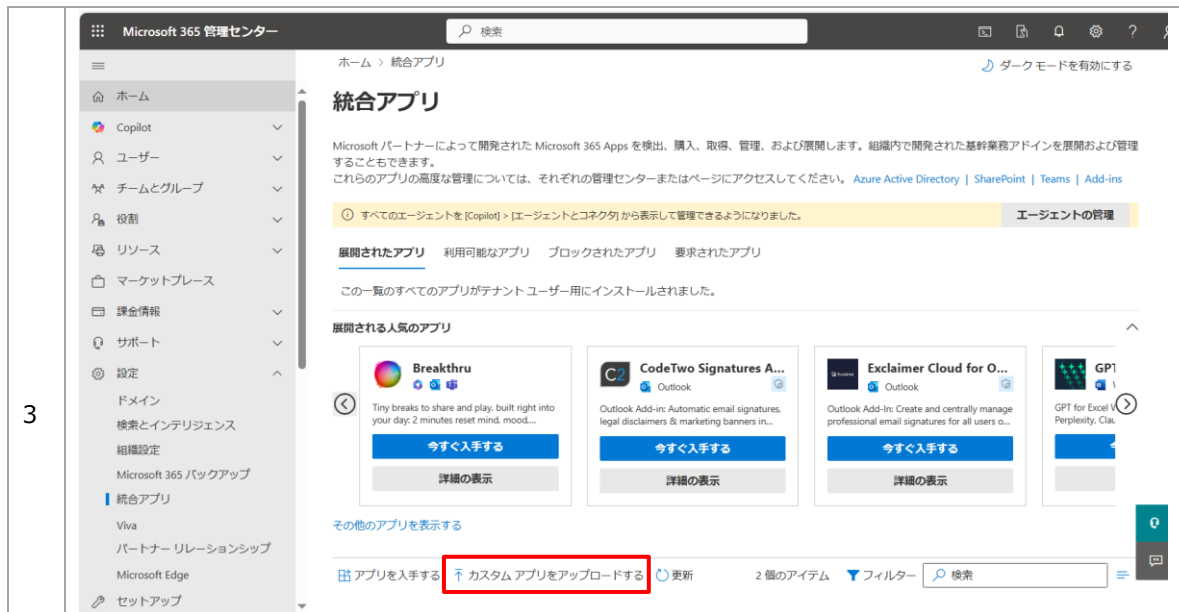 3
Microsoft 365 管理センター
検索
?
ホーム > 統合アプリ
ダーク モードを有効にする
ホーム
Copilot
ユーザー
チームとグループ
役割
リソース
マーケットプレース
課金情報
サポート
設定
ドメイン
検索とインテリジェンス
組織設定
Microsoft 365 バックアップ
統合アプリ
Viva
パートナー リレーションシップ
Microsoft Edge
セットアップ
統合アプリ
Microsoft パートナーによって開発された Microsoft 365 Apps を検出、購入、取得、管理、および展開します。組織内で開発された基幹業務アドインを展開および管理
することもできます。
これらのアプリの高度な管理については、それぞれの管理センターまたはページにアクセスしてください。 Azure Active Directory | SharePoint | Teams | Add-ins
すべてのエージェントを [Copilot] > [エージェントとコネクタ] から表示して管理できるようになりました。
エージェントの管理
展開されたアプリ 利用可能なアプリ ブロックされたアプリ 要求されたアプリ
この一覧のすべてのアプリがテナント ユーザー用にインストールされました。
展開される人気のアプリ
Breakthru
Tiny breaks to share and play, built right into
your day: 2 minutes reset mind, mood....
今すぐ入手する
詳細の表示
C2
CodeTwo Signatures A...
Outlook
Outlook Add-in: Automatic email signatures,
legal disclaimers & marketing banners in...
今すぐ入手する
詳細の表示
Exclaimer Cloud for O...
Outlook
Outlook Add-In: Create and centrally manage
professional email signatures for all users o...
今すぐ入手する
詳細の表示
GPT
GPT for Excel
Perplexity,
その他のアプリを表示する
アプリを入手する カスタム アプリをアップロードする 更新 2 個のアイテム フィルター 検索